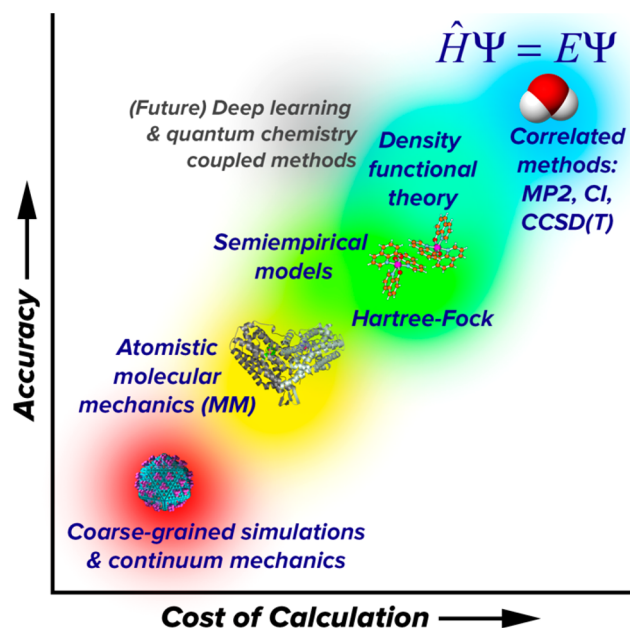 ĤΨ = EΨ
(Future) Deep learning
& quantum chemistry
coupled methods
Density
functional
theory
Correlated
methods:
MP2, CI,
CCSD(T)
Semiempirical
models
Hartree-Fock
Atomistic
molecular
mechanics (MM)
Coarse-grained simulations
& continuum mechanics
Accuracy
Cost of Calculation